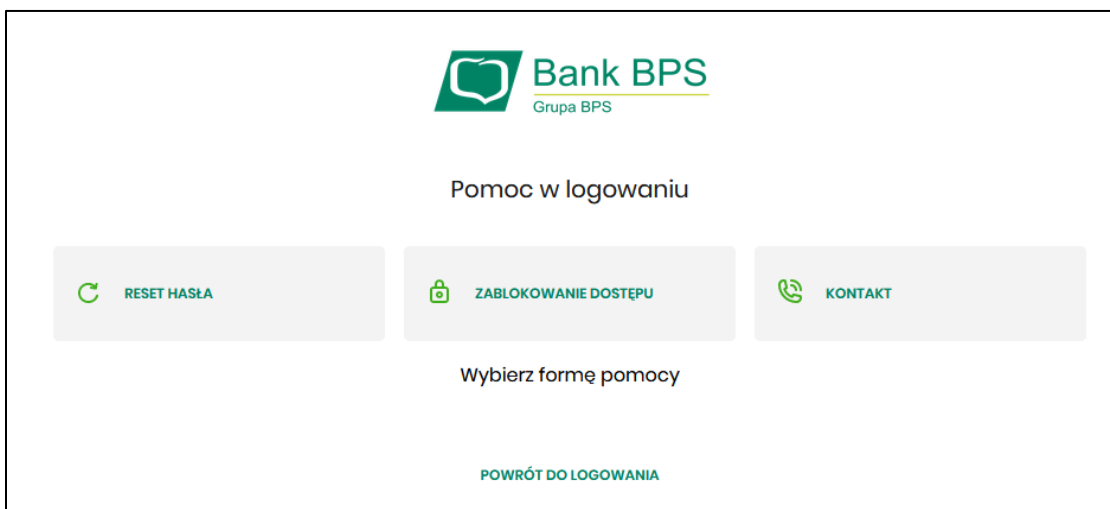 Bank BPS
Grupa BPS
Pomoc w logowaniu
RESET HASŁA
ZABLOKOWANIE DOSTĘPU
KONTAKT
Wybierz formę pomocy
POWRÓT DO LOGOWANIA